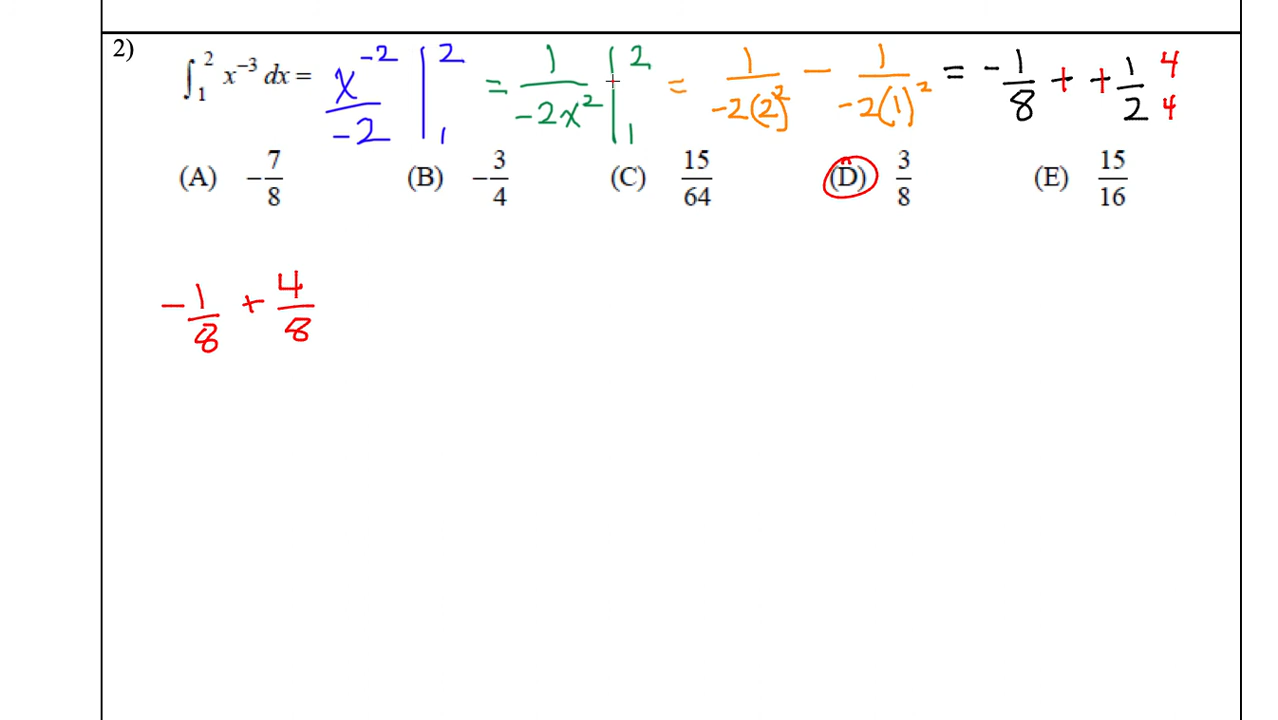 2)
∫₁² x⁻³ dx = x⁻²/-2 |₁² = 1/-2x² |₁² = 1/-2(2)² - 1/-2(1)² = -1/8 + +1/2 4/4
(A) -7/8 (B) -3/4 (C) 15/64 (D) 3/8 (E) 15/16
-1/8 + 4/8